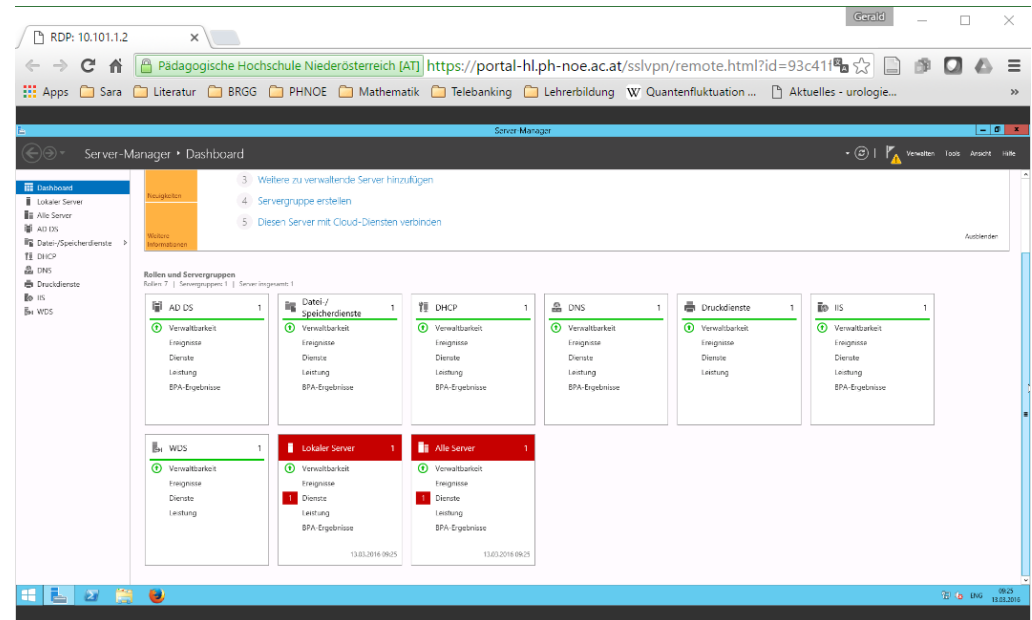 Gerald
RDP: 10.101.1.2
Pädagogische Hochschule Niederösterreich [AT] https://portal-hl.ph-noe.ac.at/sslvpn/remote.html?id=93c41f
Apps Sara Literatur BRGG PHNOE Mathematik Telebanking Lehrerbildung W Quantenfluktuation ... Aktuelles - urologie... »
Server-Manager
Server-Manager • Dashboard
Verwalten Tools Ansicht Hilfe
Dashboard
Lokaler Server
Alle Server
AD DS
Datei-/Speicherdienste
DHCP
DNS
Druckdienste
IIS
WDS
Neuigkeiten
Weitere
Informationen
3 Weitere zu verwaltende Server hinzufügen
4 Servergruppe erstellen
5 Diesen Server mit Cloud-Diensten verbinden
Ausblenden
Rollen und Servergruppen
Rollen 7 | Servergruppen 1 | Server insgesamt 1
AD DS 1
Verwaltbarkeit
Ereignisse
Dienste
Leistung
BPA-Ergebnisse
Datei-/
Speicherdienste 1
Verwaltbarkeit
Ereignisse
Dienste
Leistung
BPA-Ergebnisse
DHCP 1
Verwaltbarkeit
Ereignisse
Dienste
Leistung
BPA-Ergebnisse
DNS 1
Verwaltbarkeit
Ereignisse
Dienste
Leistung
BPA-Ergebnisse
Druckdienste 1
Verwaltbarkeit
Ereignisse
Dienste
Leistung
IIS 1
Verwaltbarkeit
Ereignisse
Dienste
Leistung
BPA-Ergebnisse
WDS 1
Verwaltbarkeit
Ereignisse
Dienste
Leistung
Lokaler Server 1
Verwaltbarkeit
Ereignisse
1 Dienste
Leistung
BPA-Ergebnisse
13.03.2016 09:25
Alle Server 1
Verwaltbarkeit
Ereignisse
1 Dienste
Leistung
BPA-Ergebnisse
13.03.2016 09:25
ENG 09:25
13.03.2016